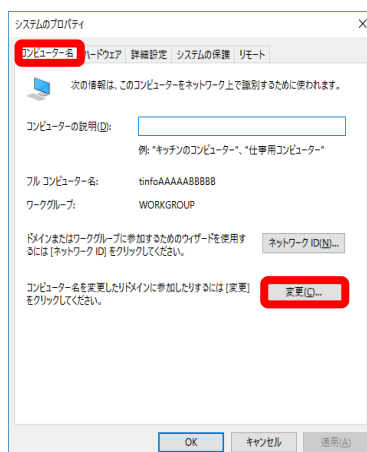 システムのプロパティ
コンピューター名 ハードウェア 詳細設定 システムの保護 リモート
次の情報は、このコンピューターをネットワーク上で識別するために使われます。
コンピューターの説明(D):
例: "キッチンのコンピューター"、"仕事用コンピューター"
フル コンピューター名: tinfoAAAAABBBBB
ワークグループ: WORKGROUP
ドメインまたはワークグループに参加するためのウィザードを使用す
るには [ネットワーク ID] をクリックしてください。
ネットワーク ID(N)...
コンピューター名を変更したりドメインに参加したりするには [変更]
をクリックしてください。
変更(C)...
OK キャンセル 適用(A)